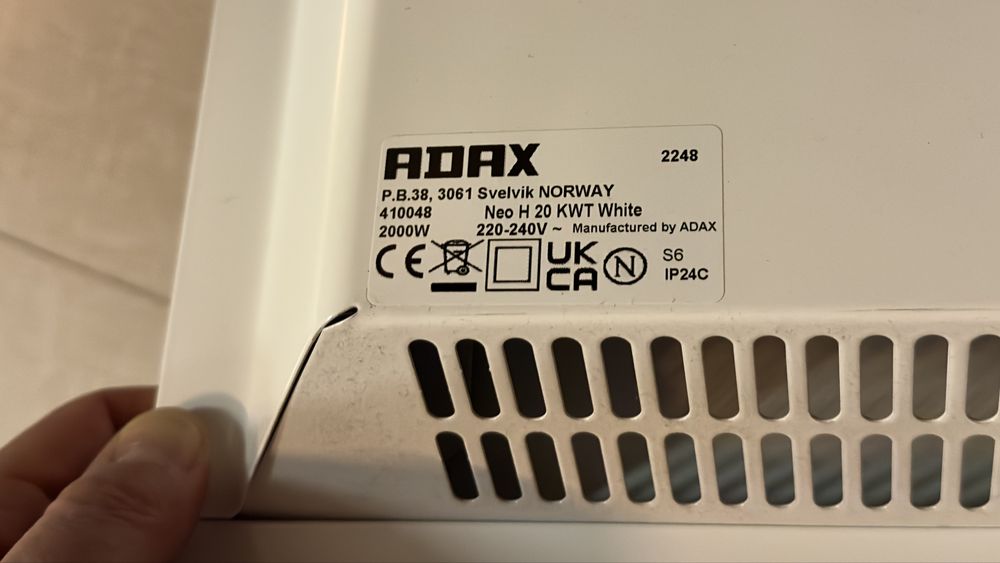 ADAX 2248
P.B.38, 3061 Svelvik NORWAY
410048 Neo H 20 KWT White
2000W 220-240V ~ Manufactured by ADAX
CE UK CA N S6
IP24C